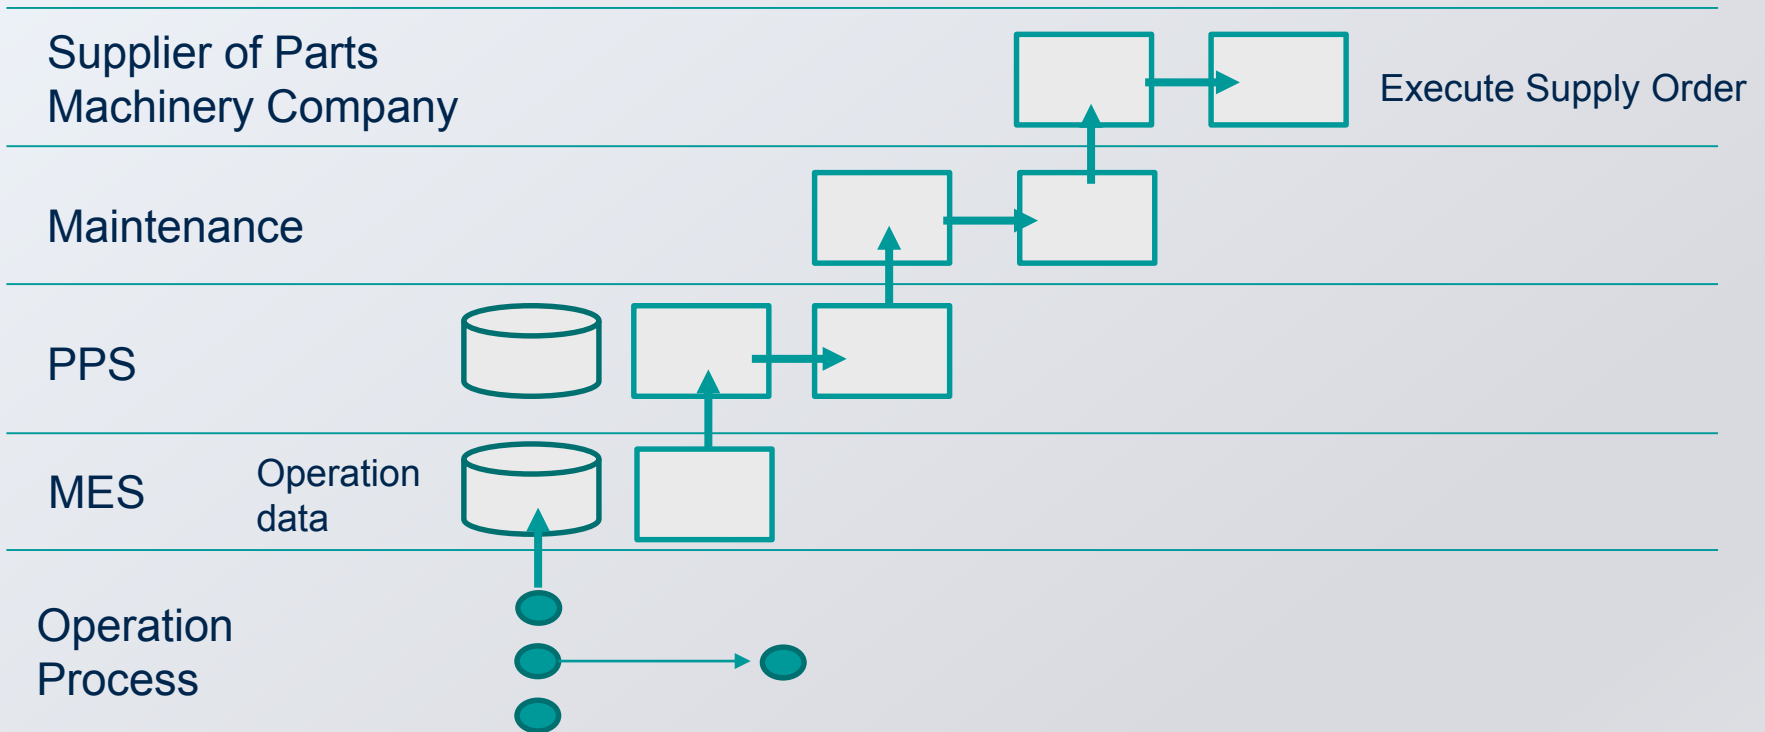 Supplier of Parts
Machinery Company
Execute Supply Order
Maintenance
PPS
MES
Operation
data
Operation
Process